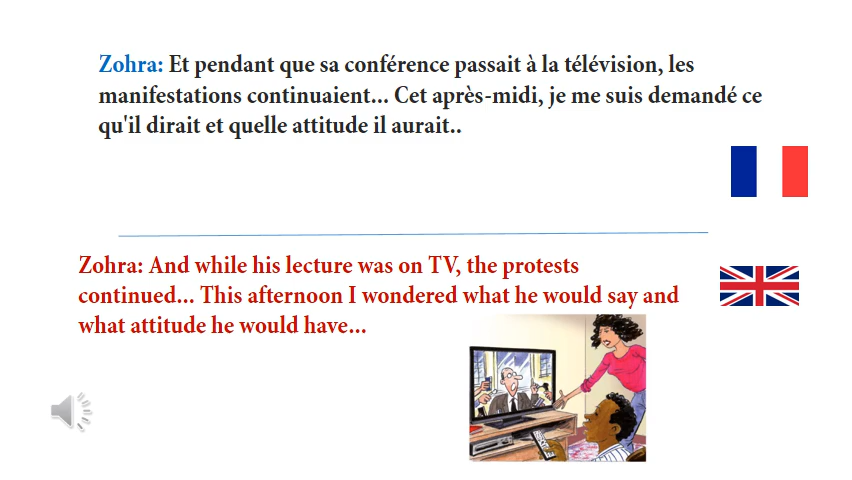 Zohra: Et pendant que sa conférence passait à la télévision, les
manifestations continuaient... Cet après-midi, je me suis demandé ce
qu'il dirait et quelle attitude il aurait..
Zohra: And while his lecture was on TV, the protests
continued... This afternoon I wondered what he would say and
what attitude he would have...